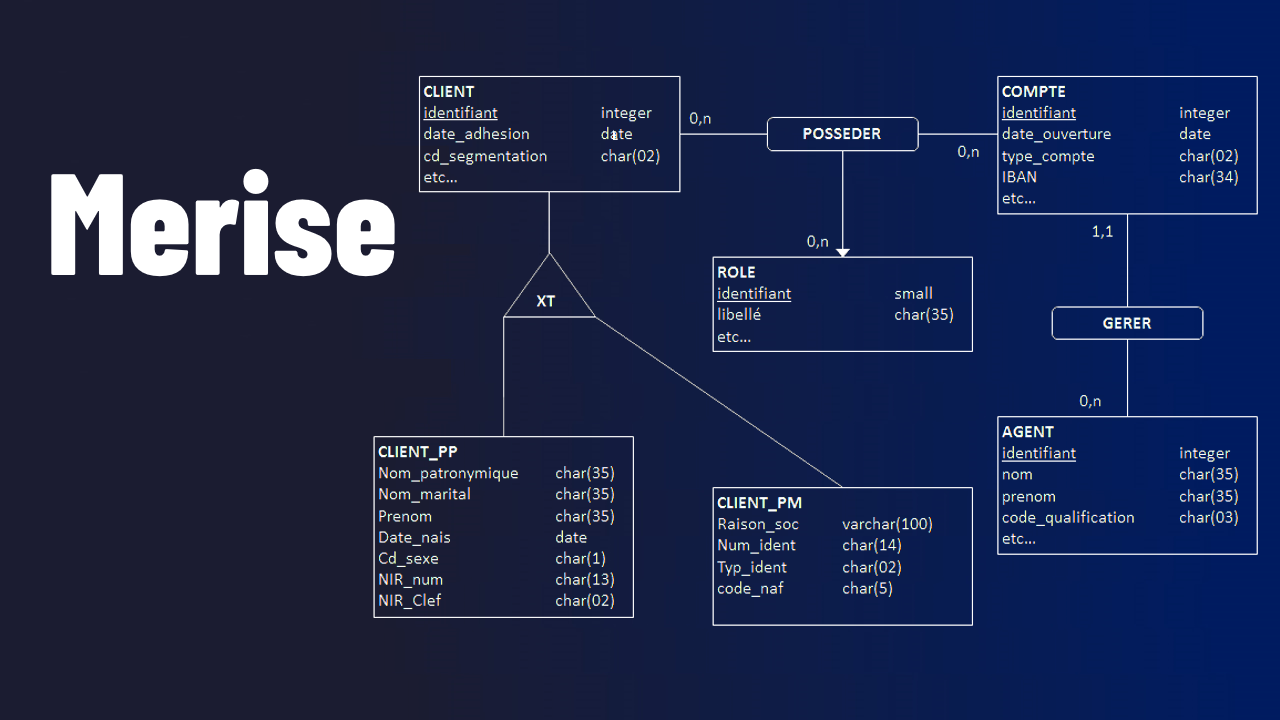 Merise
CLIENT
identifiant integer
date_adhesion date
cd_segmentation char(02)
etc...
0,n
POSSEDER
0,n
COMPTE
identifiant integer
date_ouverture date
type_compte char(02)
IBAN char(34)
etc...
0,n
ROLE
identifiant small
libellé char(35)
etc...
1,1
GERER
0,n
XT
CLIENT_PP
Nom_patronymique char(35)
Nom_marital char(35)
Prenom char(35)
Date_nais date
Cd_sexe char(1)
NIR_num char(13)
NIR_Clef char(02)
CLIENT_PM
Raison_soc varchar(100)
Num_ident char(14)
Typ_ident char(02)
code_naf char(5)
AGENT
identifiant integer
nom char(35)
prenom char(35)
code_qualification char(03)
etc...